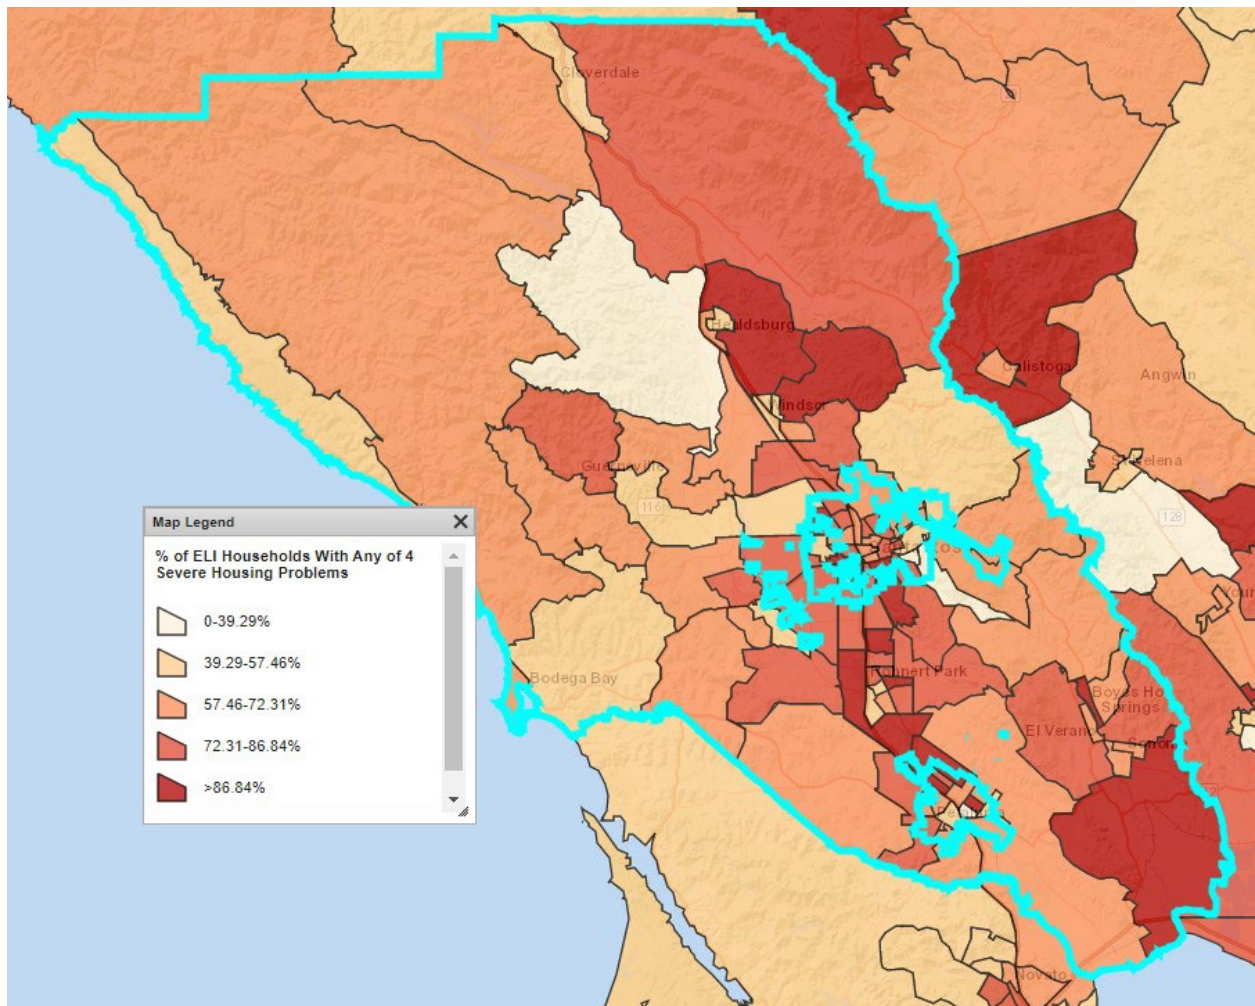 Cloverdale
Healdsburg
Calistoga
Angwin
Windsor
St Helena
Guerneville
116
128
Map Legend
% of ELI Households With Any of 4
Severe Housing Problems
0-39.29%
39.29-57.46%
57.46-72.31%
72.31-86.84%
>86.84%
Bodega Bay
Rohnert Park
Boyes Hot
Springs
El Verano
Novato